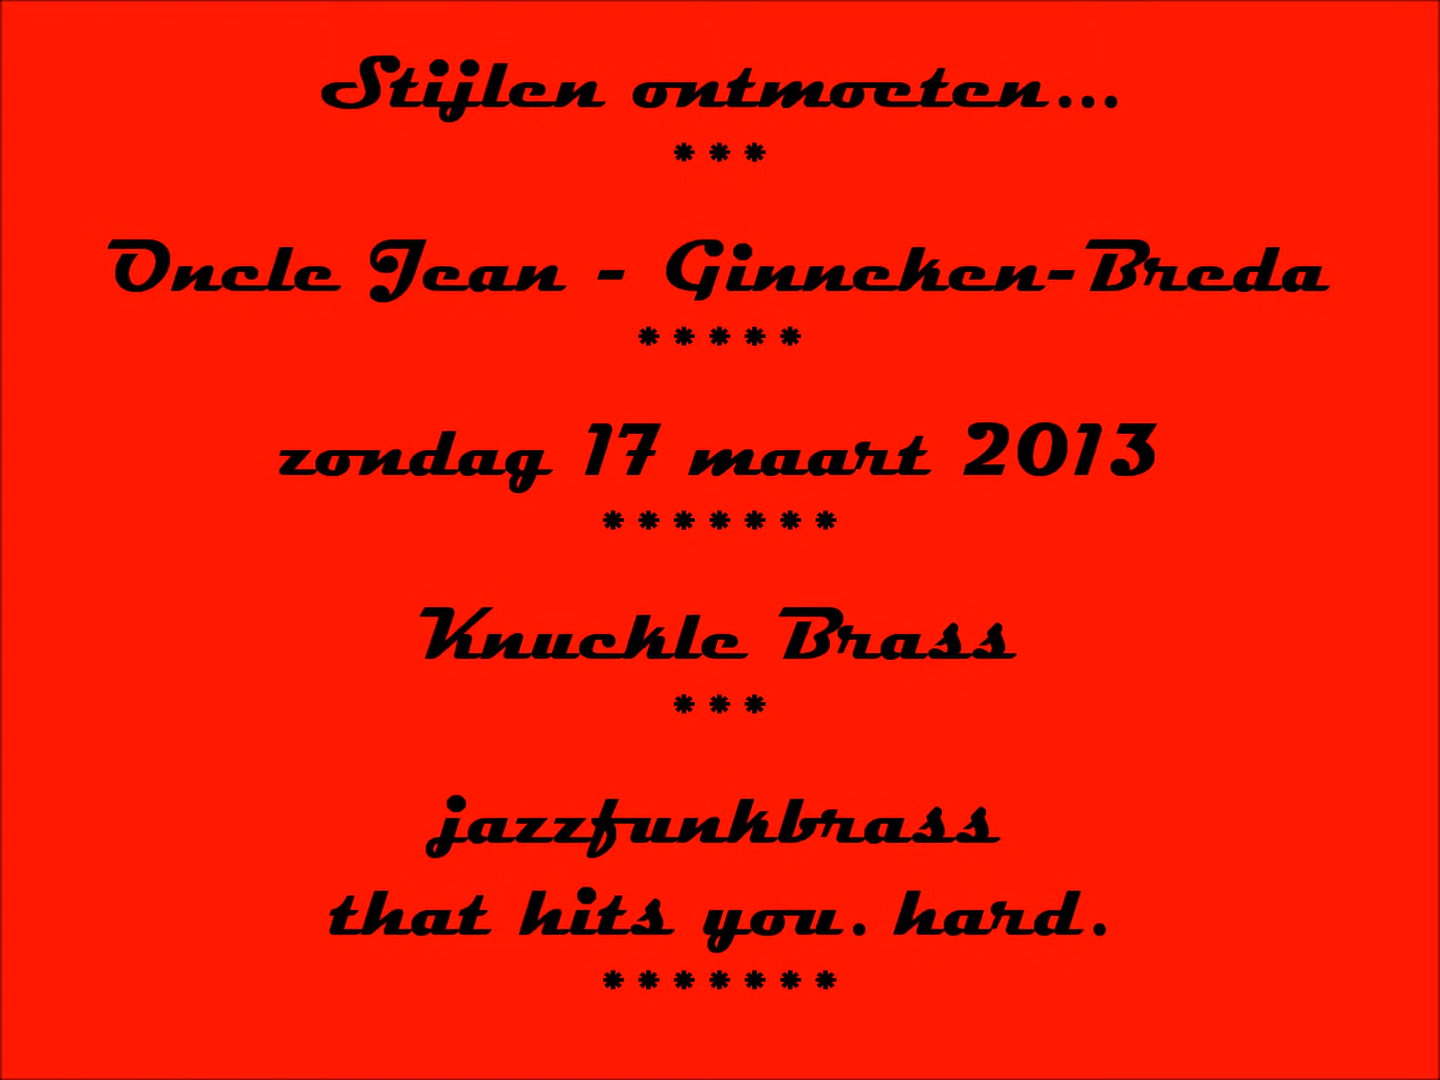 Stijlen ontmoeten...
***
Oncle Jean - Ginneken-Breda
*****
zondag 17 maart 2013
*******
Knuckle Brass
***
jazzfunkbrass
that hits you. hard.
*******